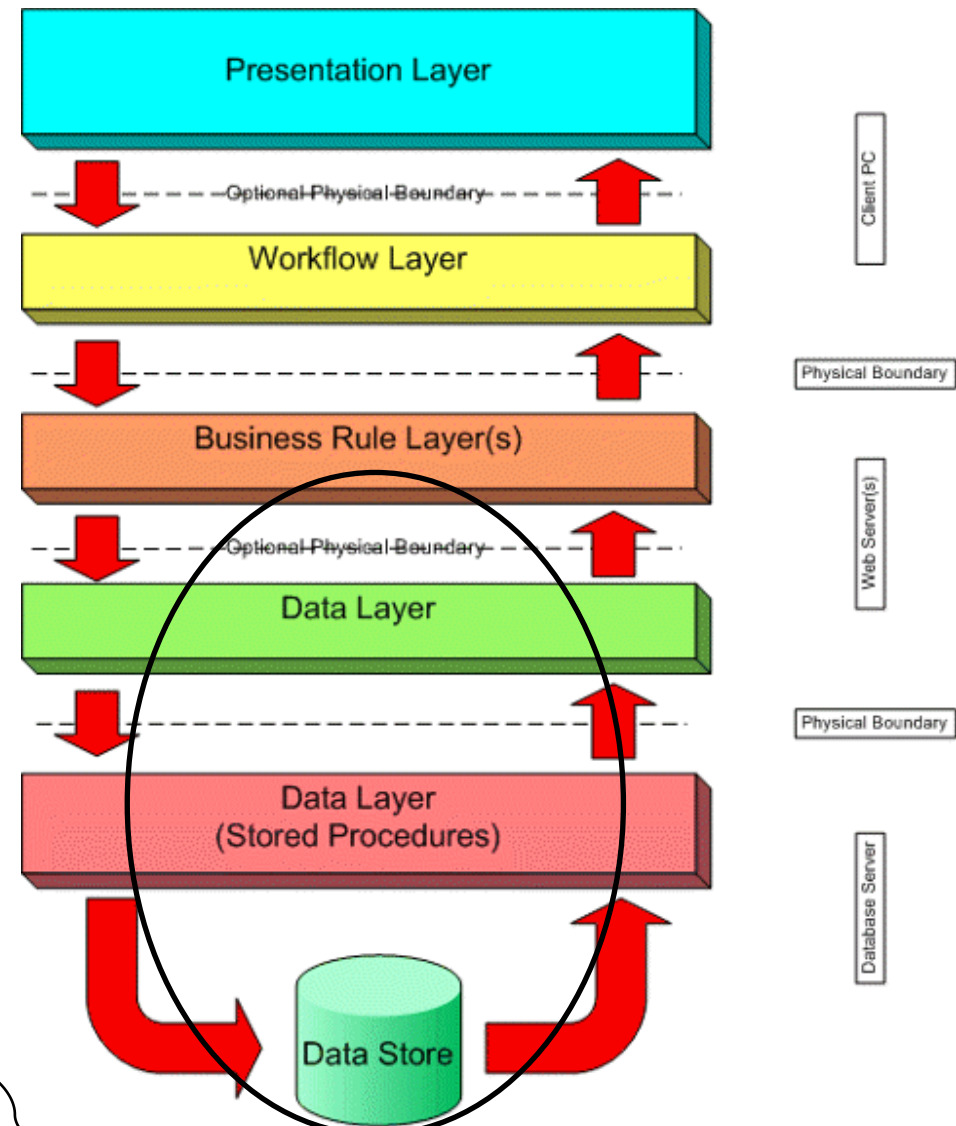 Presentation Layer
Optional Physical Boundary
Client PC
Workflow Layer
Physical Boundary
Business Rule Layer(s)
Optional Physical Boundary
Web Server(s)
Data Layer
Physical Boundary
Data Layer
(Stored Procedures)
Database Server
Data Store